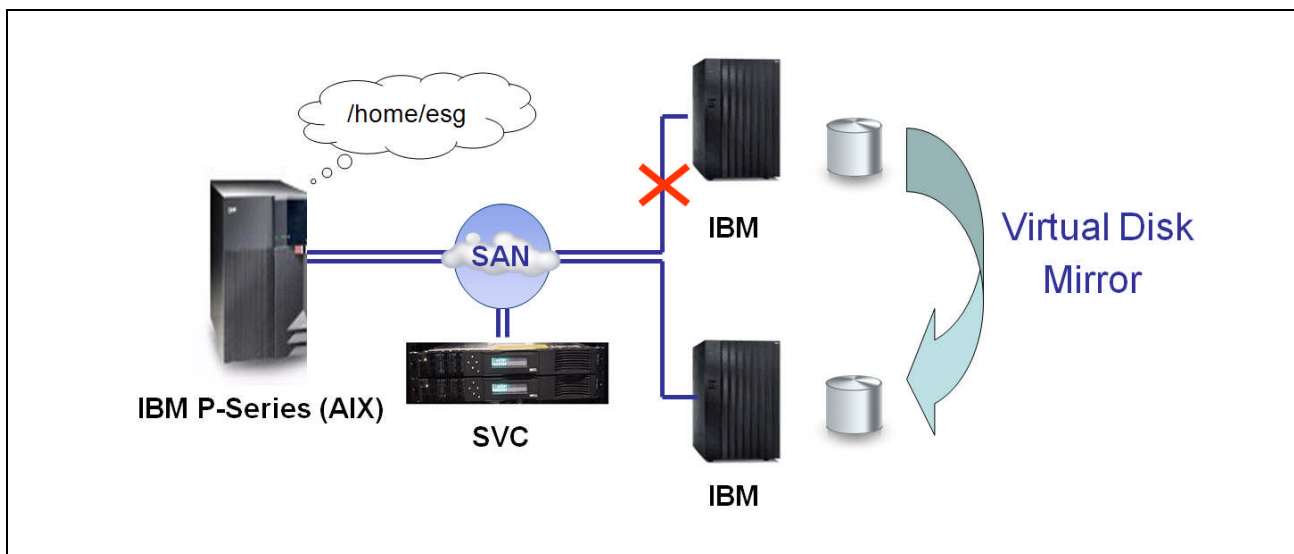 /home/esg
IBM
SAN
Virtual Disk
Mirror
IBM P-Series (AIX)
SVC
IBM